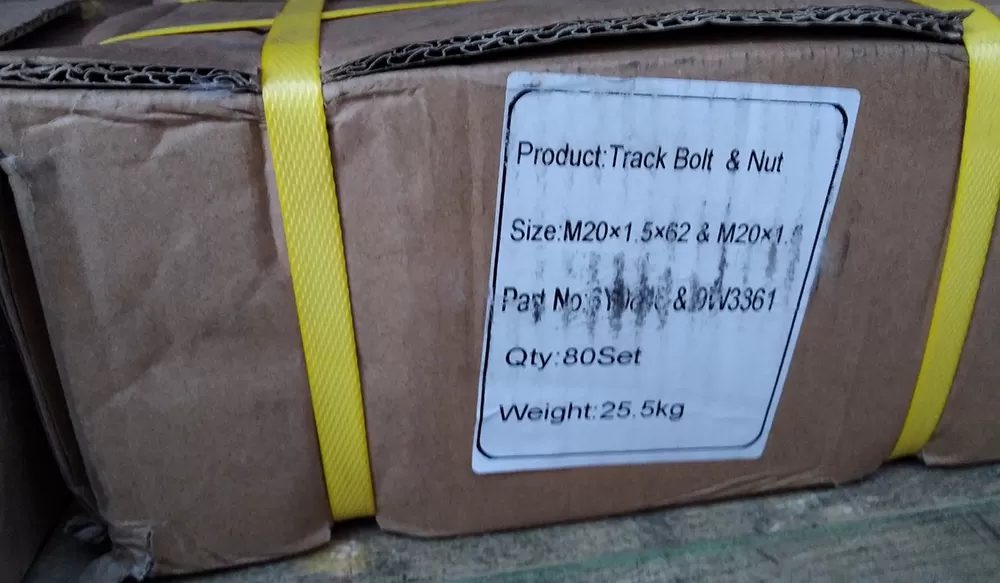 Product:Track Bolt & Nut
Size:M20×1.5×62 & M20×1.5
Part No: & 9W3361
Qty:80Set
Weight:25.5kg